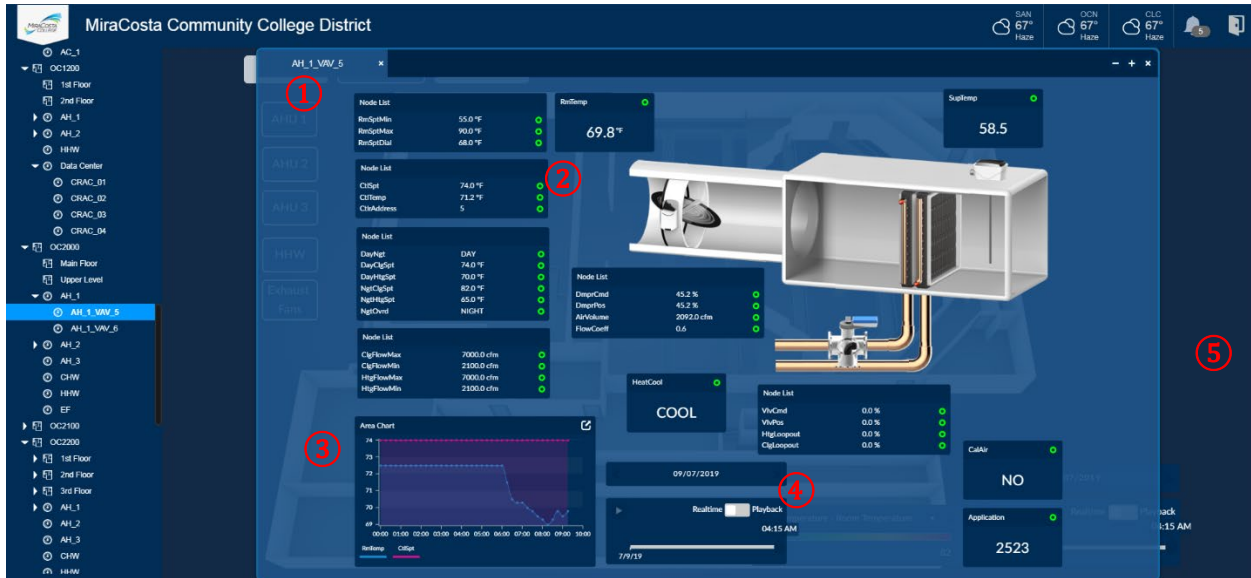 MiraCosta
COLLEGE
MiraCosta Community College District
SAN
67°
Haze
OCN
67°
Haze
CLC
67°
Haze
5
AC_1
OC1200
1st Floor
2nd Floor
AH_1
AH_2
HHW
Data Center
CRAC_01
CRAC_02
CRAC_03
CRAC_04
OC2000
Main Floor
Upper Level
AH_1
AH_1_VAV_5
AH_1_VAV_6
AH_2
AH_3
CHW
HHW
EF
OC2100
OC2200
1st Floor
2nd Floor
3rd Floor
AH_1
AH_2
AH_3
CHW
HHW
AH_1_VAV_5 ×
− + ×
①
AHU 1
AHU 2
AHU 3
HHW
Exhaust
Fans
Node List
RmSptMin 55.0 °F
RmSptMax 90.0 °F
RmSptDial 68.0 °F
RmTemp
69.8°F
SupTemp
58.5
②
Node List
CtlSpt 74.0 °F
CtlTemp 71.2 °F
CtlrAddress 5
Node List
DayNgt DAY
DayClgSpt 74.0 °F
DayHtgSpt 70.0 °F
NgtClgSpt 82.0 °F
NgtHtgSpt 65.0 °F
NgtOvrd NIGHT
Node List
DmprCmd 45.2 %
DmprPos 45.2 %
AirVolume 2092.0 cfm
FlowCoeff 0.6
Node List
ClgFlowMax 7000.0 cfm
ClgFlowMin 2100.0 cfm
HtgFlowMax 7000.0 cfm
HtgFlowMin 2100.0 cfm
HeatCool
COOL
Node List
VlvCmd 0.0 %
VlvPos 0.0 %
HtgLoopout 0.0 %
ClgLoopout 0.0 %
③
Area Chart
74
73
72
71
70
69
00:00 01:00 02:00 03:00 04:00 05:00 06:00 07:00 08:00 09:00 10:00
RmTemp CtlSpt
09/07/2019
④
Realtime Playback
04:15 AM
7/9/19
CalAir
NO
Application
2523
⑤